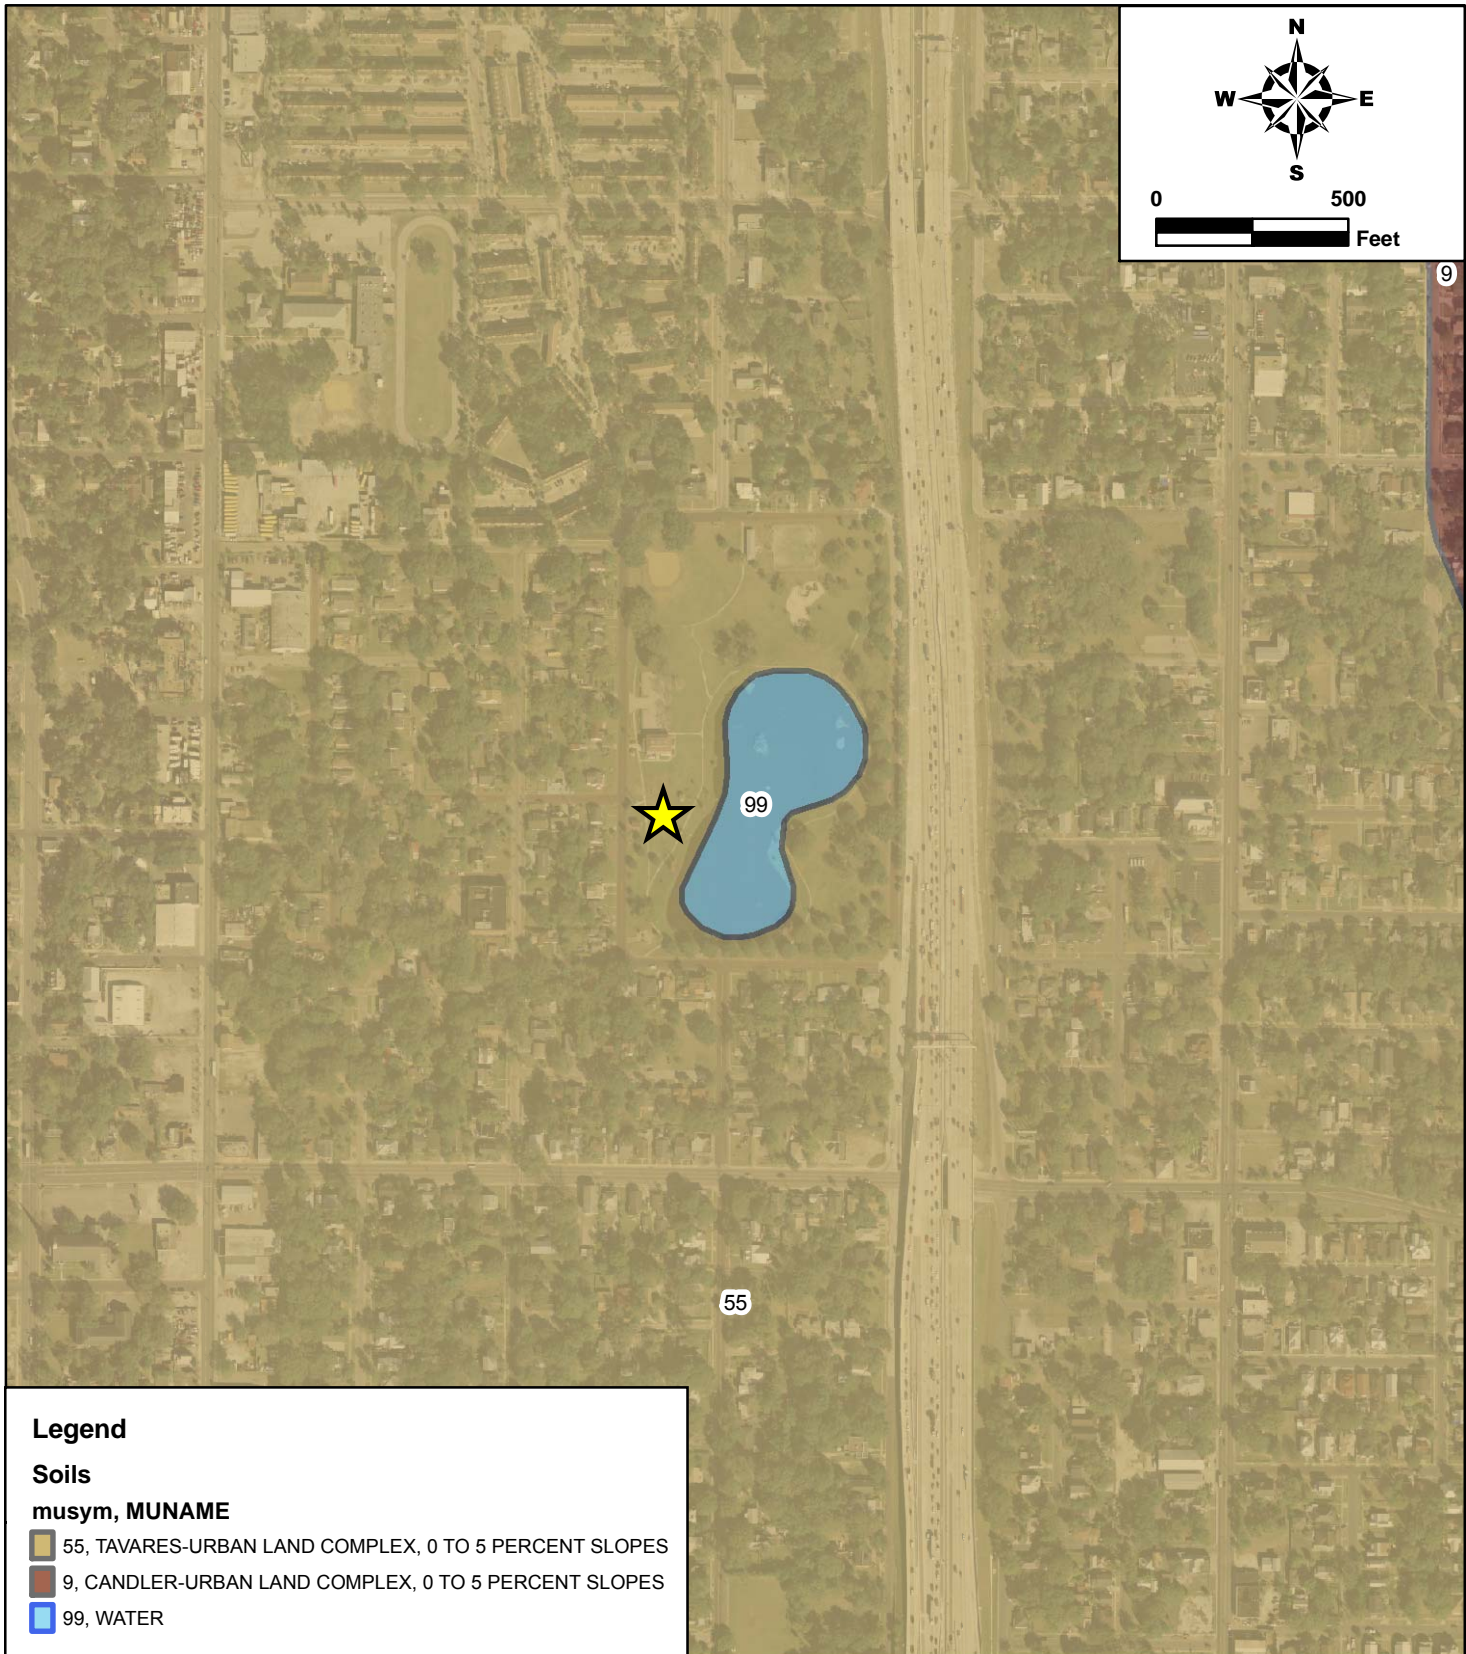 N
W E
S
0 500
Feet
9
99
55
Legend
Soils
musym, MUNAME
55, TAVARES-URBAN LAND COMPLEX, 0 TO 5 PERCENT SLOPES
9, CANDLER-URBAN LAND COMPLEX, 0 TO 5 PERCENT SLOPES
99, WATER